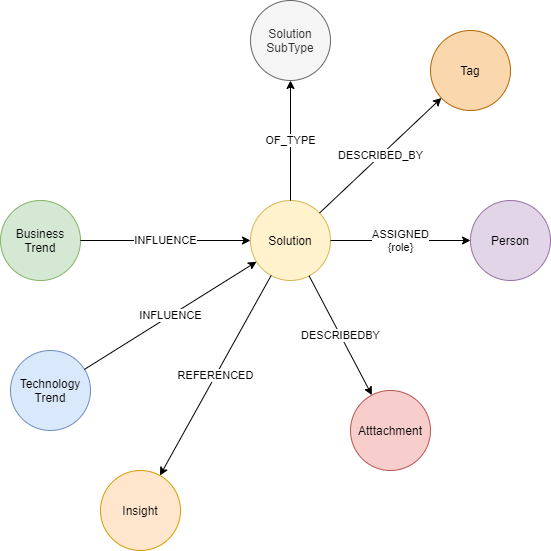 Solution
SubType
Tag
OF_TYPE
DESCRIBED_BY
Business
Trend
INFLUENCE
Solution
ASSIGNED
{role}
Person
INFLUENCE
DESCRIBEDBY
REFERENCED
Technology
Trend
Atttachment
Insight